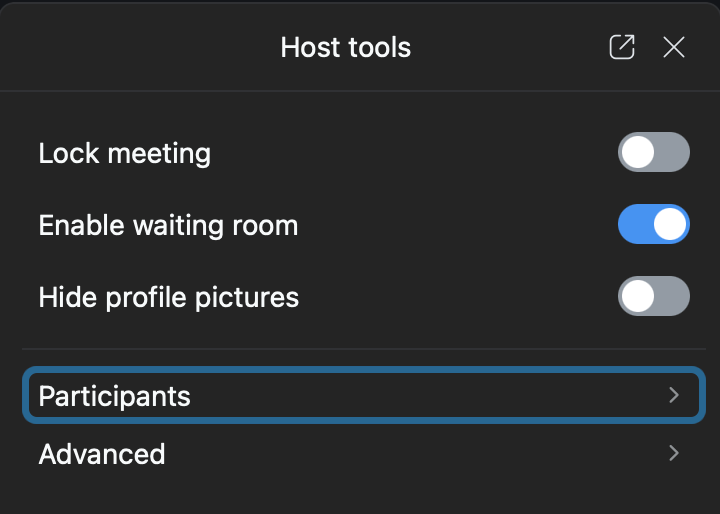 Host tools
Lock meeting
Enable waiting room
Hide profile pictures
Participants
Advanced